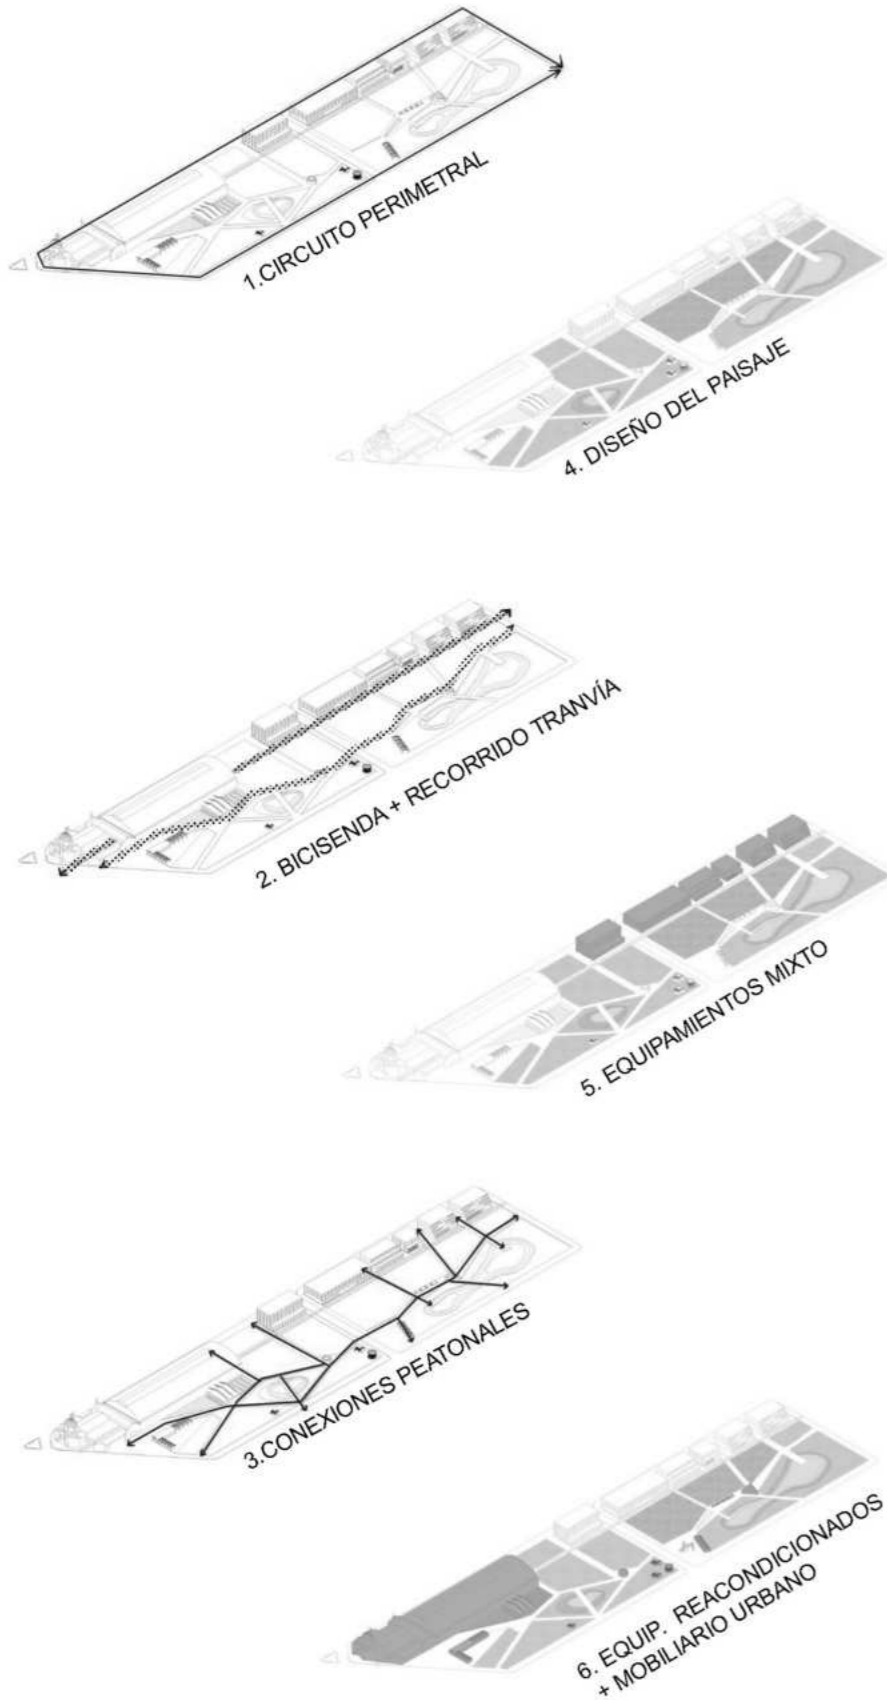 1.CIRCUITO PERIMETRAL
4. DISEÑO DEL PAISAJE
2. BICISENDA + RECORRIDO TRANVÍA
5. EQUIPAMIENTOS MIXTO
3.CONEXIONES PEATONALES
6. EQUIP. REACONDICIONADOS
+ MOBILIARIO URBANO